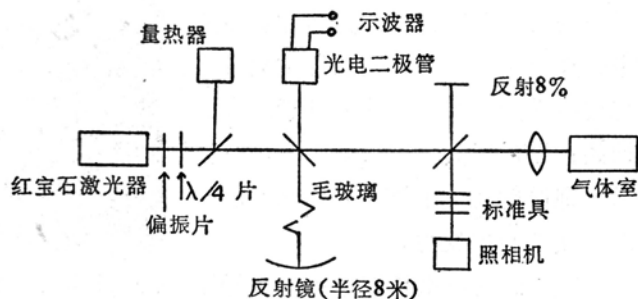 量热器
示波器
光电二极管
反射8%
红宝石激光器
λ/4 片
偏振片
毛玻璃
标准具
气体室
照相机
反射镜(半径8米)